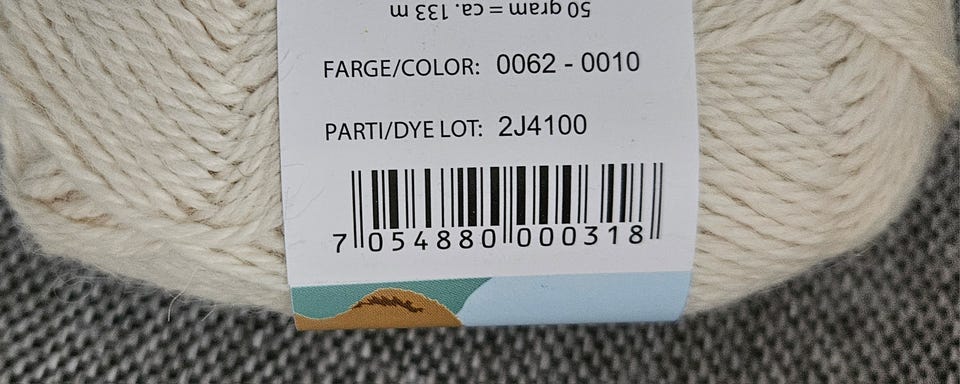 50 gram = ca. 133 m
FARGE/COLOR: 0062 - 0010
PARTI/DYE LOT: 2J4100
7 054880 000318